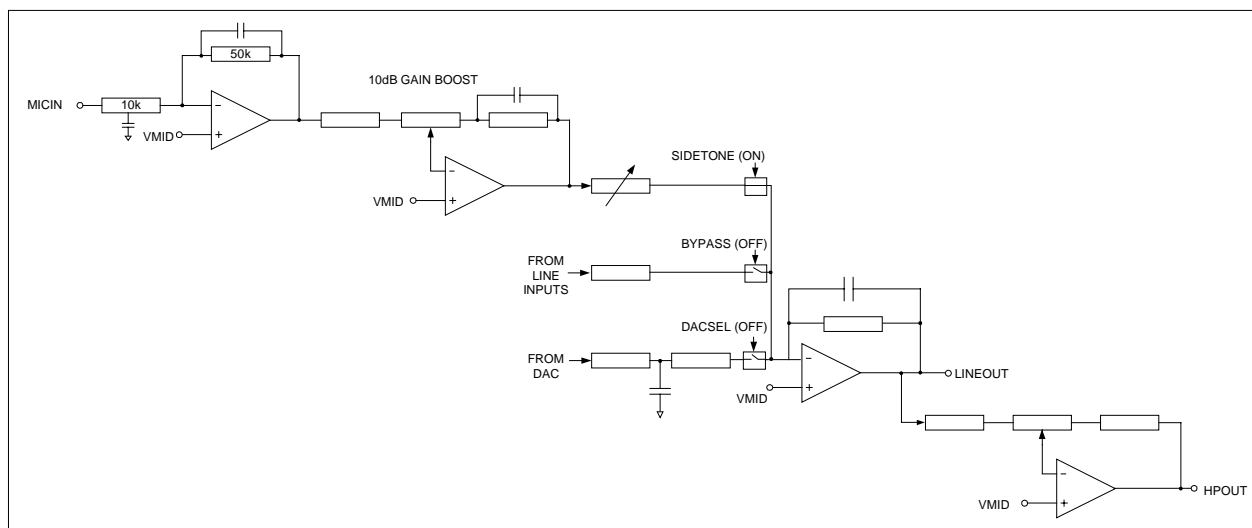 50k
10dB GAIN BOOST
MICIN
10k
−
+
VMID
SIDETONE (ON)
−
+
VMID
BYPASS (OFF)
FROM
LINE
INPUTS
DACSEL (OFF)
FROM
DAC
−
+
LINEOUT
VMID
−
+
HPOUT
VMID